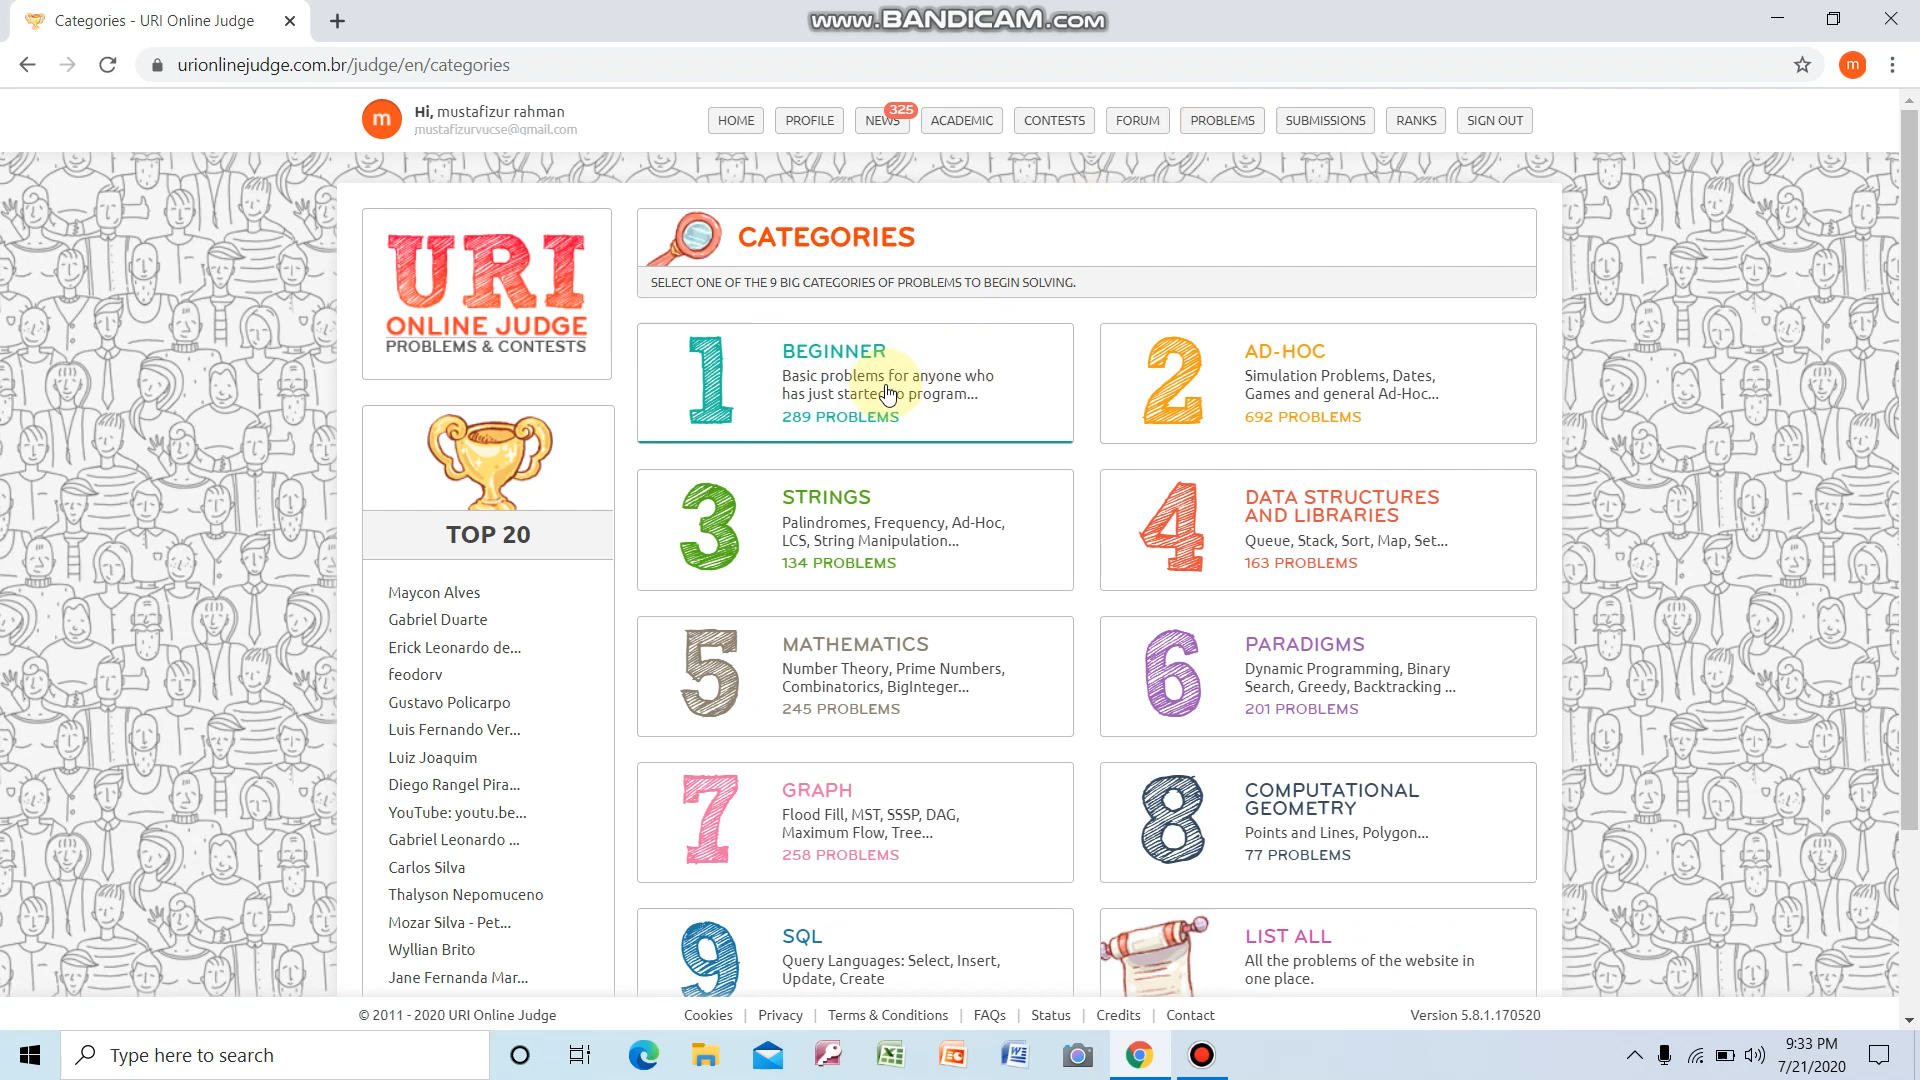 Categories - URI Online Judge
www.BANDICAM.com
urionlinejudge.com.br/judge/en/categories
m
m
Hi, mustafizur rahman
mustafizurvucse@gmail.com
HOME
PROFILE
NEWS
325
ACADEMIC
CONTESTS
FORUM
PROBLEMS
SUBMISSIONS
RANKS
SIGN OUT
URI
ONLINE JUDGE
PROBLEMS & CONTESTS
TOP 20
Maycon Alves
Gabriel Duarte
Erick Leonardo de...
feodorv
Gustavo Policarpo
Luis Fernando Ver...
Luiz Joaquim
Diego Rangel Pira...
YouTube: youtu.be...
Gabriel Leonardo ...
Carlos Silva
Thalyson Nepomuceno
Mozar Silva - Pet...
Wyllian Brito
Jane Fernanda Mar...
CATEGORIES
SELECT ONE OF THE 9 BIG CATEGORIES OF PROBLEMS TO BEGIN SOLVING.
1
BEGINNER
Basic problems for anyone who
has just started to program...
289 PROBLEMS
2
AD-HOC
Simulation Problems, Dates,
Games and general Ad-Hoc...
692 PROBLEMS
3
STRINGS
Palindromes, Frequency, Ad-Hoc,
LCS, String Manipulation...
134 PROBLEMS
4
DATA STRUCTURES
AND LIBRARIES
Queue, Stack, Sort, Map, Set...
163 PROBLEMS
5
MATHEMATICS
Number Theory, Prime Numbers,
Combinatorics, BigInteger...
245 PROBLEMS
6
PARADIGMS
Dynamic Programming, Binary
Search, Greedy, Backtracking ...
201 PROBLEMS
7
GRAPH
Flood Fill, MST, SSSP, DAG,
Maximum Flow, Tree...
258 PROBLEMS
8
COMPUTATIONAL
GEOMETRY
Points and Lines, Polygon...
77 PROBLEMS
9
SQL
Query Languages: Select, Insert,
Update, Create
LIST ALL
All the problems of the website in
one place.
© 2011 - 2020 URI Online Judge
Cookies | Privacy | Terms & Conditions | FAQs | Status | Credits | Contact
Version 5.8.1.170520
Type here to search
9:33 PM
7/21/2020